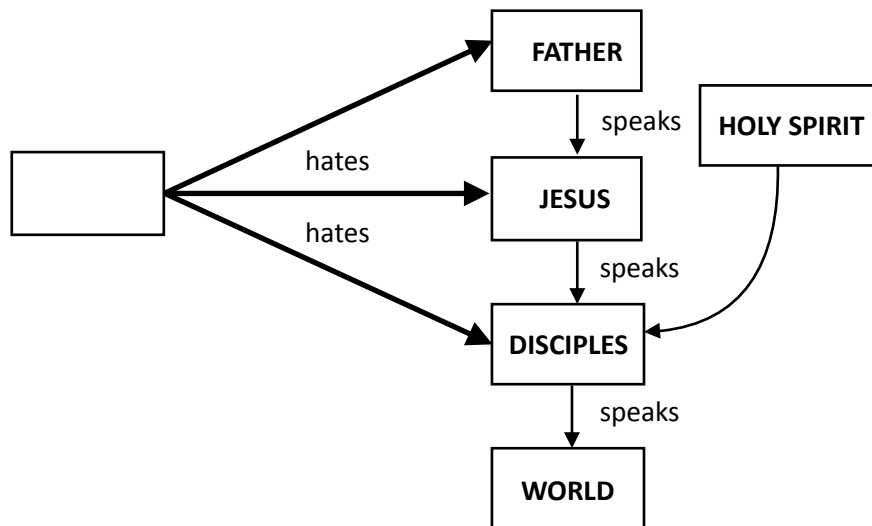 FATHER
speaks
HOLY SPIRIT
hates
JESUS
hates
speaks
DISCIPLES
speaks
WORLD